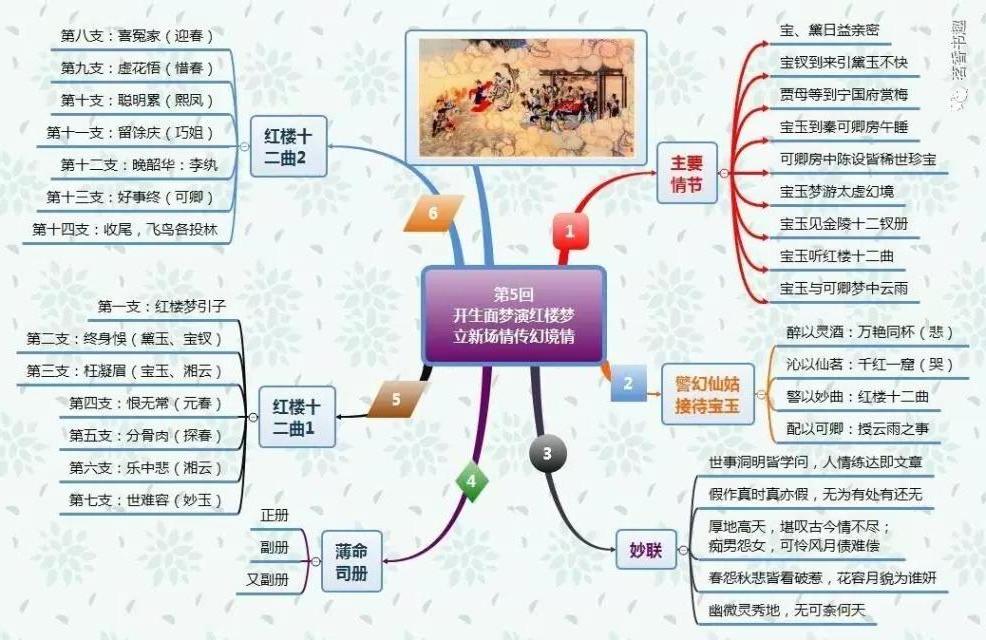 第5回
开生面梦演红楼梦
立新场情传幻境情
1
主要
情节
宝、黛日益亲密
宝钗到来引黛玉不快
贾母等到宁国府赏梅
宝玉到秦可卿房午睡
可卿房中陈设皆稀世珍宝
宝玉梦游太虚幻境
宝玉见金陵十二钗册
宝玉听红楼十二曲
宝玉与可卿梦中云雨
2
警幻仙姑
接待宝玉
醉以灵酒：万艳同杯（悲）
沁以仙茗：千红一窟（哭）
警以妙曲：红楼十二曲
配以可卿：授云雨之事
3
妙联
世事洞明皆学问，人情练达即文章
假作真时真亦假，无为有处有还无
厚地高天，堪叹古今情不尽；
痴男怨女，可怜风月债难偿
春怨秋悲皆看破惹，花容月貌为谁妍
幽微灵秀地，无可奈何天
4
薄命
司册
正册
副册
又副册
5
红楼十
二曲1
第一支：红楼梦引子
第二支：终身悮（黛玉、宝钗）
第三支：枉凝眉（宝玉、湘云）
第四支：恨无常（元春）
第五支：分骨肉（探春）
第六支：乐中悲（湘云）
第七支：世难容（妙玉）
6
红楼十
二曲2
第八支：喜冤家（迎春）
第九支：虚花悟（惜春）
第十支：聪明累（熙凤）
第十一支：留馀庆（巧姐）
第十二支：晚韶华：李纨
第十三支：好事终（可卿）
第十四支：收尾，飞鸟各投林